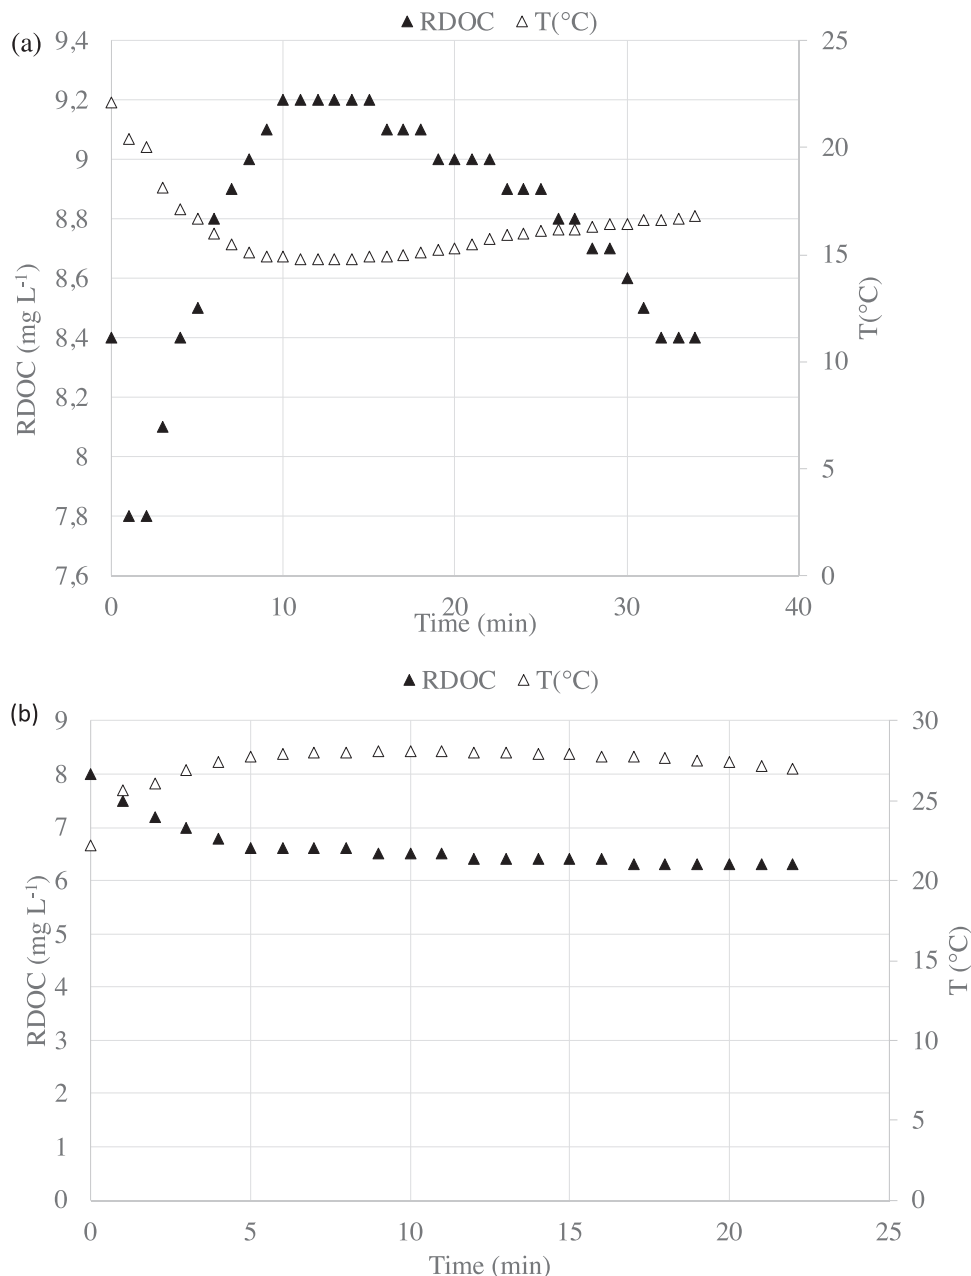 ▲ RDOC △ T(°C)
(a)
9,4
9,2
9
8,8
8,6
8,4
8,2
8
7,8
7,6
RDOC (mg L-1)
25
20
15
10
5
0
T(°C)
0 10 20 30 40
Time (min)
▲ RDOC △ T(°C)
(b)
9
8
7
6
5
4
3
2
1
0
RDOC (mg L-1)
30
25
20
15
10
5
0
T (°C)
0 5 10 15 20 25
Time (min)